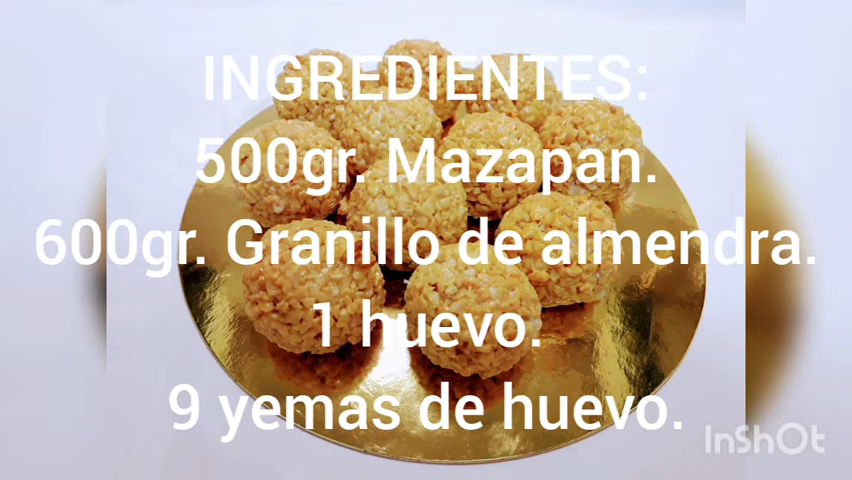 INGREDIENTES:
500gr. Mazapan.
600gr. Granillo de almendra.
1 huevo.
9 yemas de huevo.
InShOt